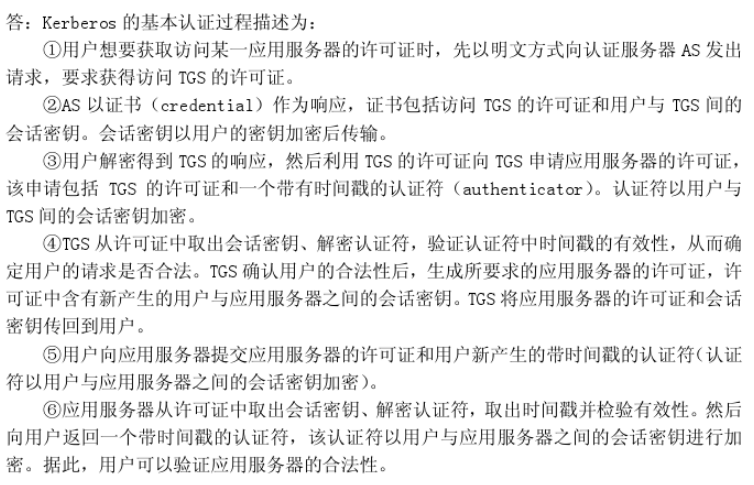 答：Kerberos 的基本认证过程描述为：
①用户想要获取访问某一应用服务器的许可证时，先以明文方式向认证服务器 AS 发出
请求，要求获得访问 TGS 的许可证。
②AS 以证书（credential）作为响应，证书包括访问 TGS 的许可证和用户与 TGS 间的
会话密钥。会话密钥以用户的密钥加密后传输。
③用户解密得到 TGS 的响应，然后利用 TGS 的许可证向 TGS 申请应用服务器的许可证，
该申请包括 TGS 的许可证和一个带有时间戳的认证符（authenticator）。认证符以用户与
TGS 间的会话密钥加密。
④TGS 从许可证中取出会话密钥、解密认证符，验证认证符中时间戳的有效性，从而确
定用户的请求是否合法。TGS 确认用户的合法性后，生成所要求的应用服务器的许可证，许
可证中含有新产生的用户与应用服务器之间的会话密钥。TGS 将应用服务器的许可证和会话
密钥传回到用户。
⑤用户向应用服务器提交应用服务器的许可证和用户新产生的带时间戳的认证符（认证
符以用户与应用服务器之间的会话密钥加密）。
⑥应用服务器从许可证中取出会话密钥、解密认证符，取出时间戳并检验有效性。然后
向用户返回一个带时间戳的认证符，该认证符以用户与应用服务器之间的会话密钥进行加
密。据此，用户可以验证应用服务器的合法性。